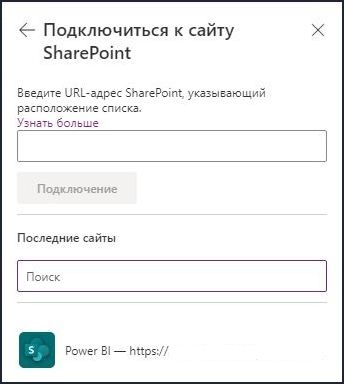 Подключиться к сайту
SharePoint
Введите URL-адрес SharePoint, указывающий
расположение списка.
Узнать больше
Подключение
Последние сайты
Поиск
S
Power BI — https://